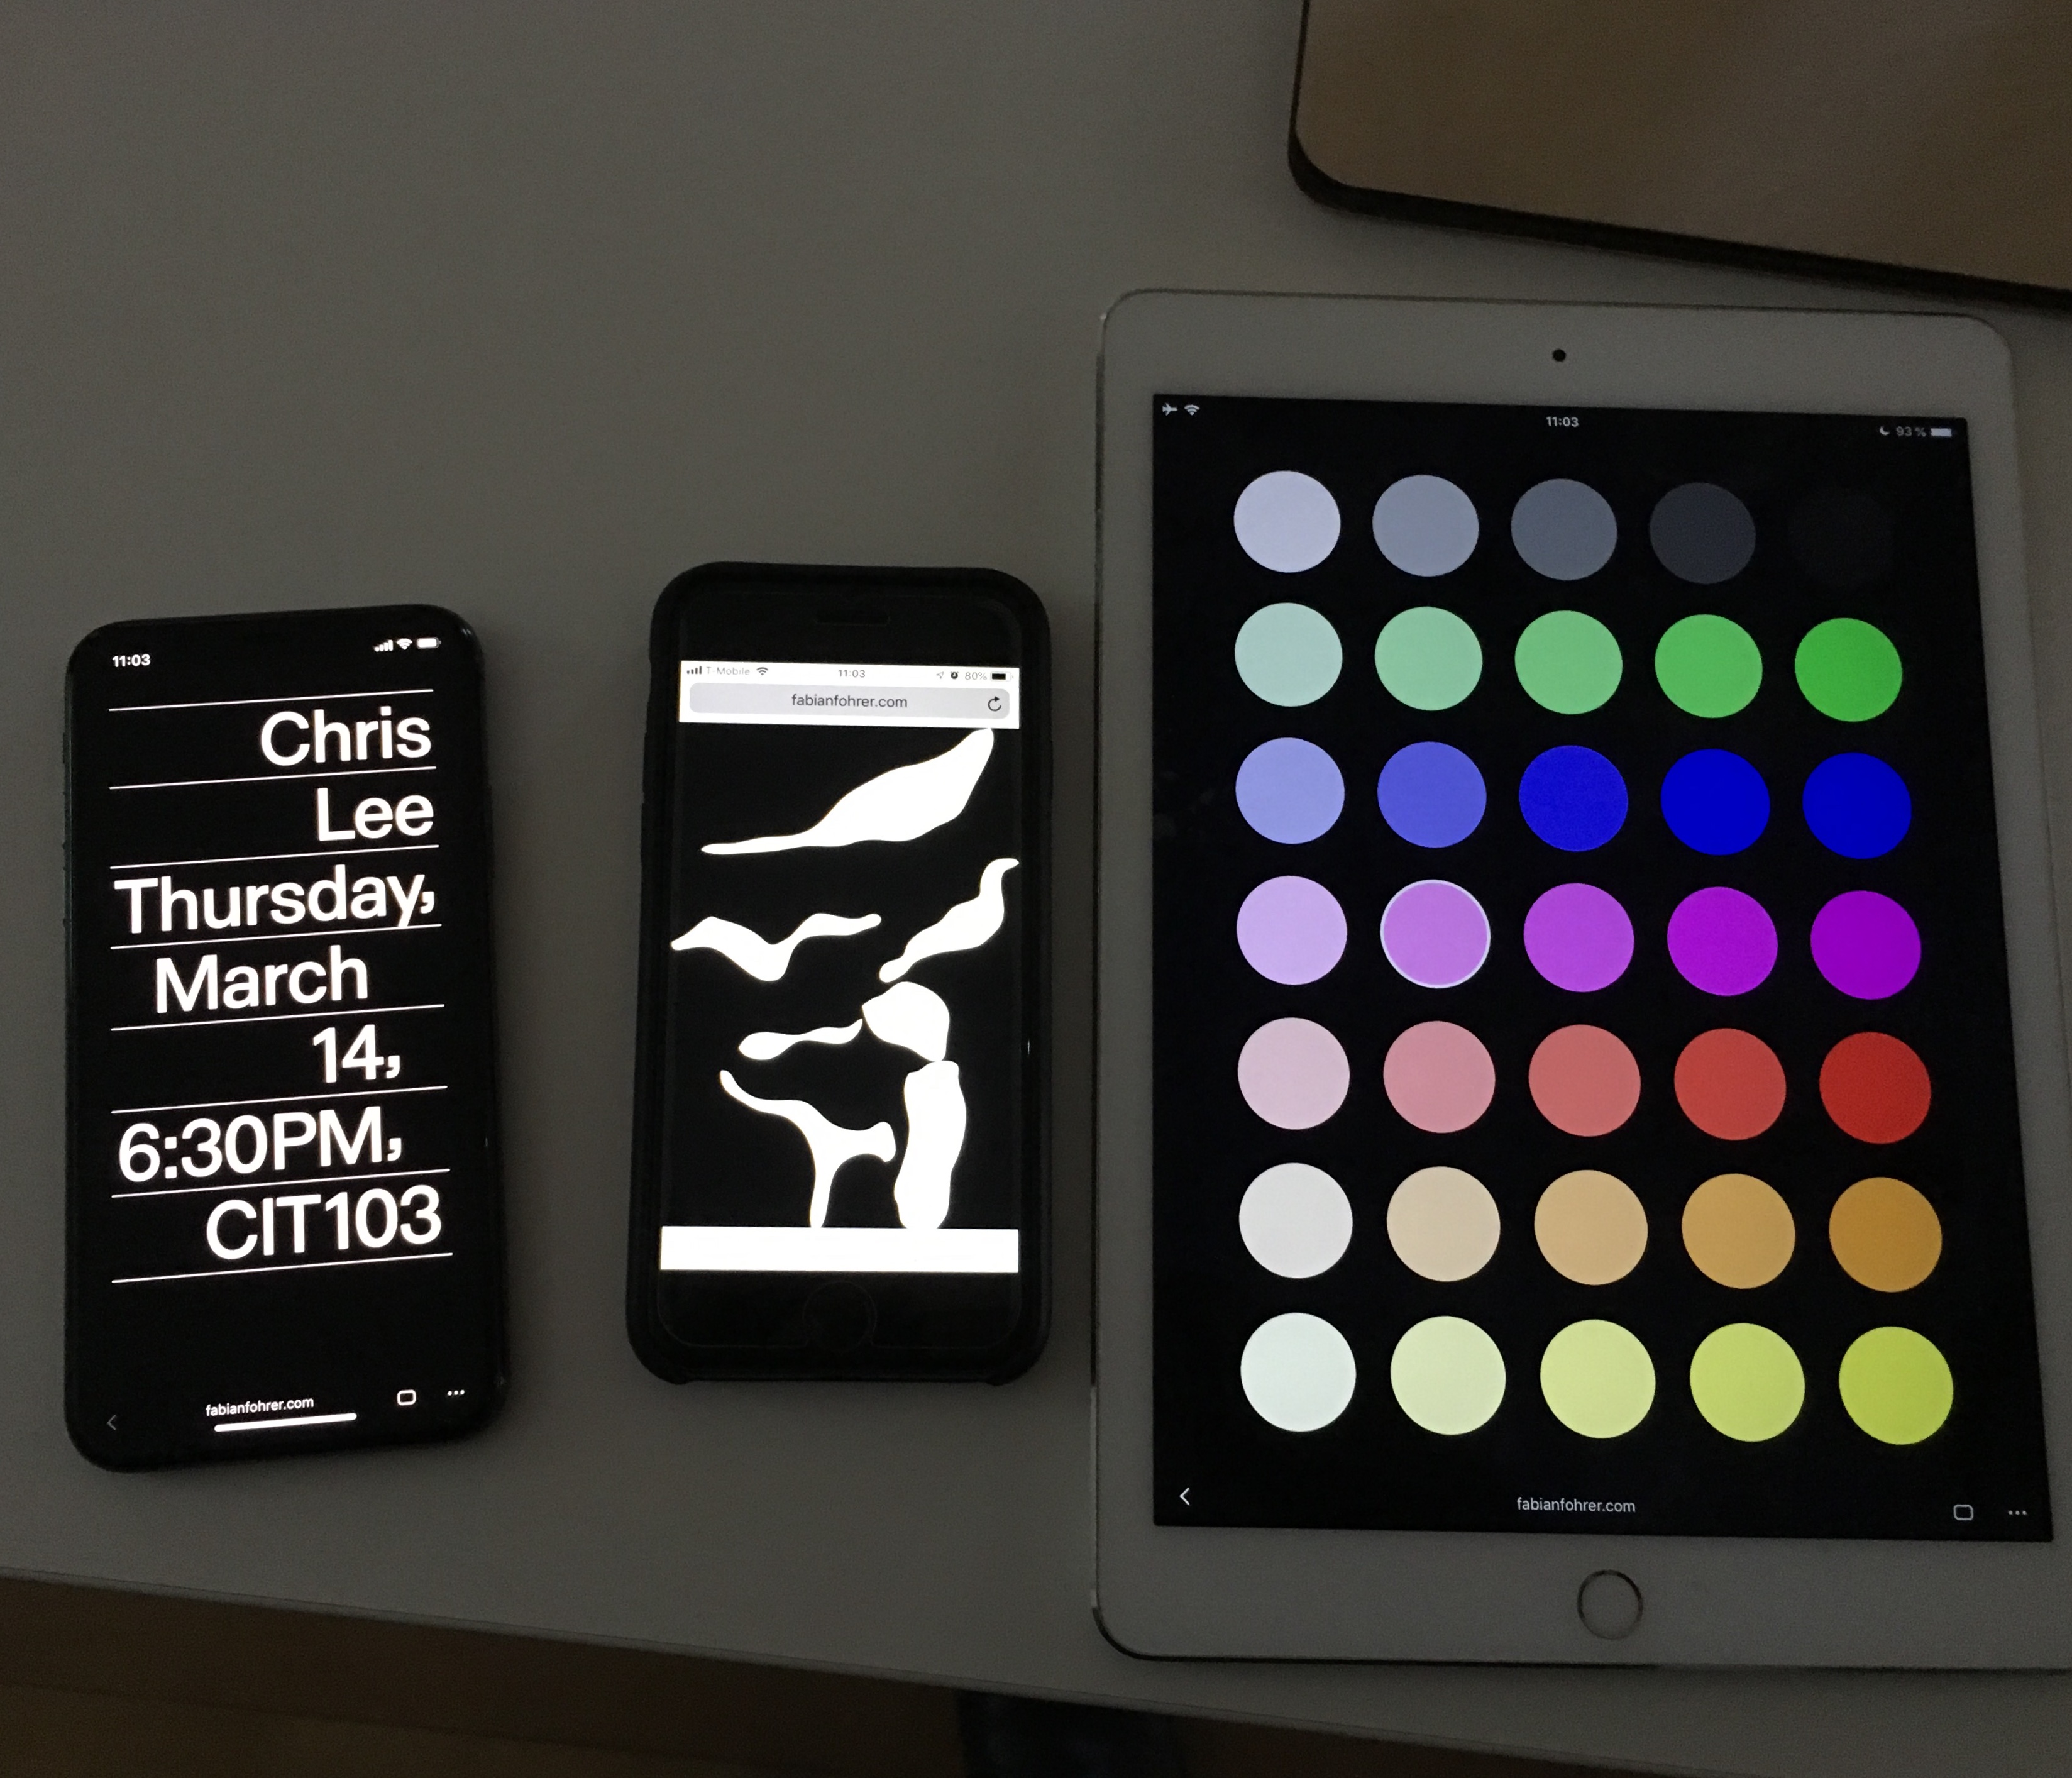 11:03
Chris
Lee
Thursday,
March
14,
6:30PM,
CIT103
fabianfohrer.com
T-Mobile 11:03 80%
fabianfohrer.com
11:03 93 %
fabianfohrer.com